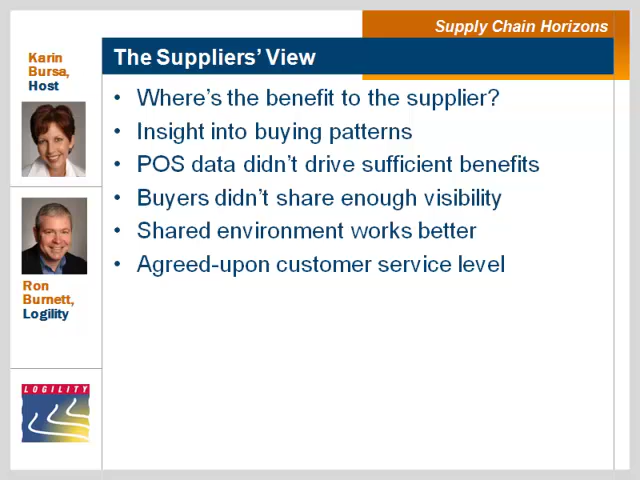 Supply Chain Horizons
The Suppliers' View
Karin
Bursa,
Host
• Where's the benefit to the supplier?
• Insight into buying patterns
• POS data didn't drive sufficient benefits
• Buyers didn't share enough visibility
• Shared environment works better
• Agreed-upon customer service level
Ron
Burnett,
Logility
LOGILITY